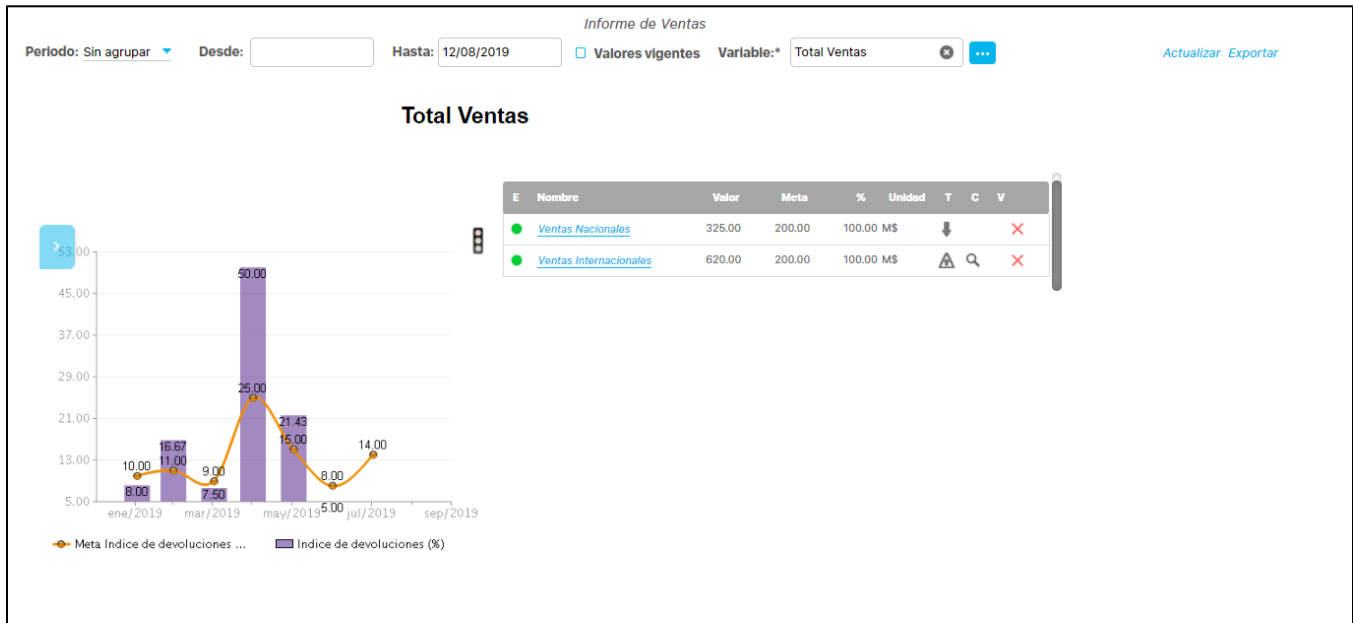 Informe de Ventas
Periodo: Sin agrupar Desde: Hasta: 12/08/2019 Valores vigentes Variable:* Total Ventas ... Actualizar Exportar
Total Ventas
E Nombre Valor Meta % Unidad T C V
Ventas Nacionales 325.00 200.00 100.00 M$
Ventas Internacionales 620.00 200.00 100.00 M$
53.00
50.00
45.00
37.00
29.00
25.00
21.00
21.43
16.67
15.00
14.00
13.00
10.00
11.00
9.00
8.00
8.00
7.50
5.00
5.00
ene/2019 mar/2019 may/2019 jul/2019 sep/2019
Meta Indice de devoluciones ... Indice de devoluciones (%)